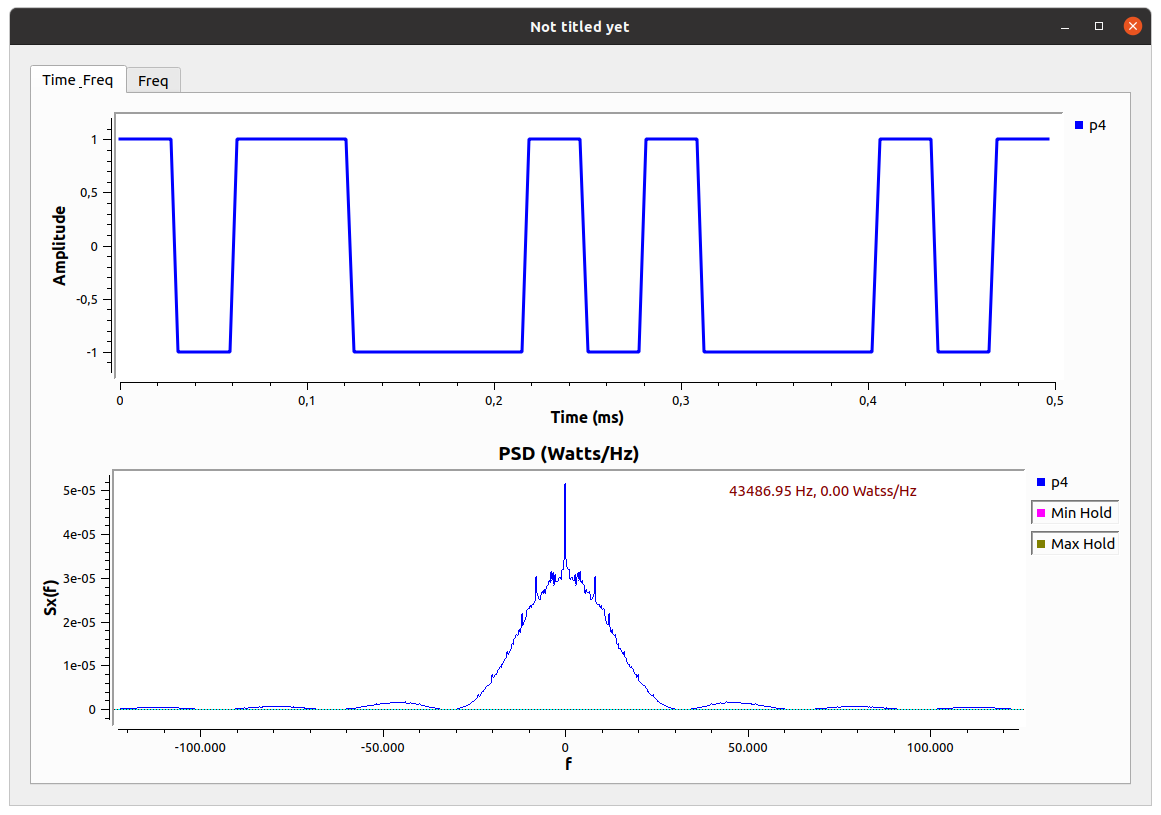 Not titled yet
Time_Freq
Freq
p4
1
0,5
0
-0,5
-1
Amplitude
0
0,1
0,2
0,3
0,4
0,5
Time (ms)
PSD (Watts/Hz)
43486.95 Hz, 0.00 Watss/Hz
p4
Min Hold
Max Hold
5e-05
4e-05
3e-05
2e-05
1e-05
0
Sx(f)
-100.000
-50.000
0
50.000
100.000
f